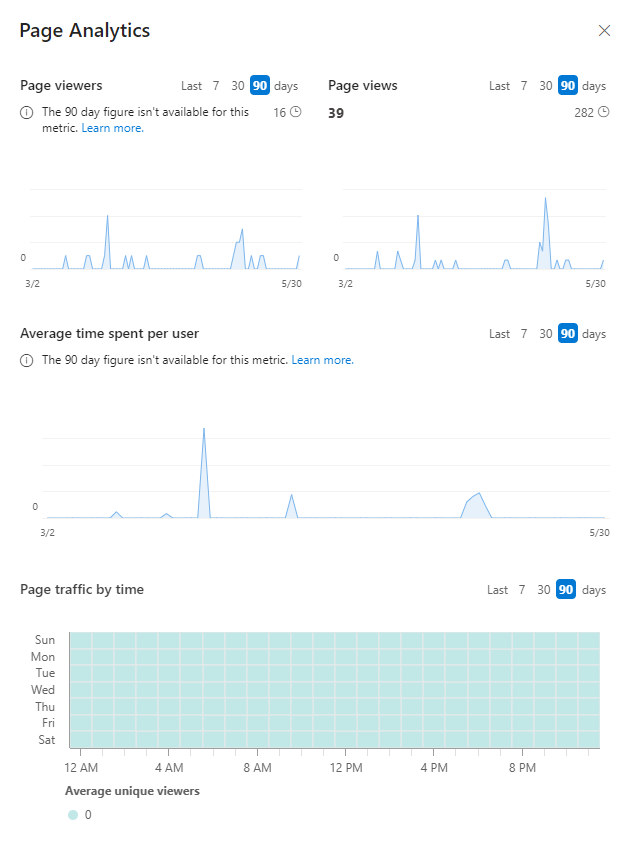 Page Analytics
Page viewers Last 7 30 90 days
The 90 day figure isn't available for this 16
metric. Learn more.
0
3/2 5/30
Page views Last 7 30 90 days
39 282
0
3/2 5/30
Average time spent per user Last 7 30 90 days
The 90 day figure isn't available for this metric. Learn more.
0
3/2 5/30
Page traffic by time Last 7 30 90 days
Sun
Mon
Tue
Wed
Thu
Fri
Sat
12 AM 4 AM 8 AM 12 PM 4 PM 8 PM
Average unique viewers
0